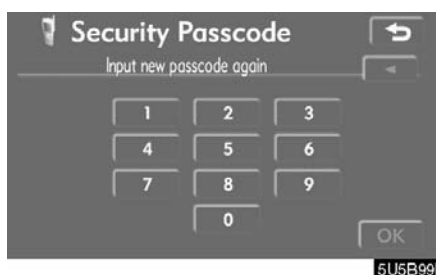 Security Passcode
Input new passcode again
1 2 3
4 5 6
7 8 9
0
OK
5U5B99